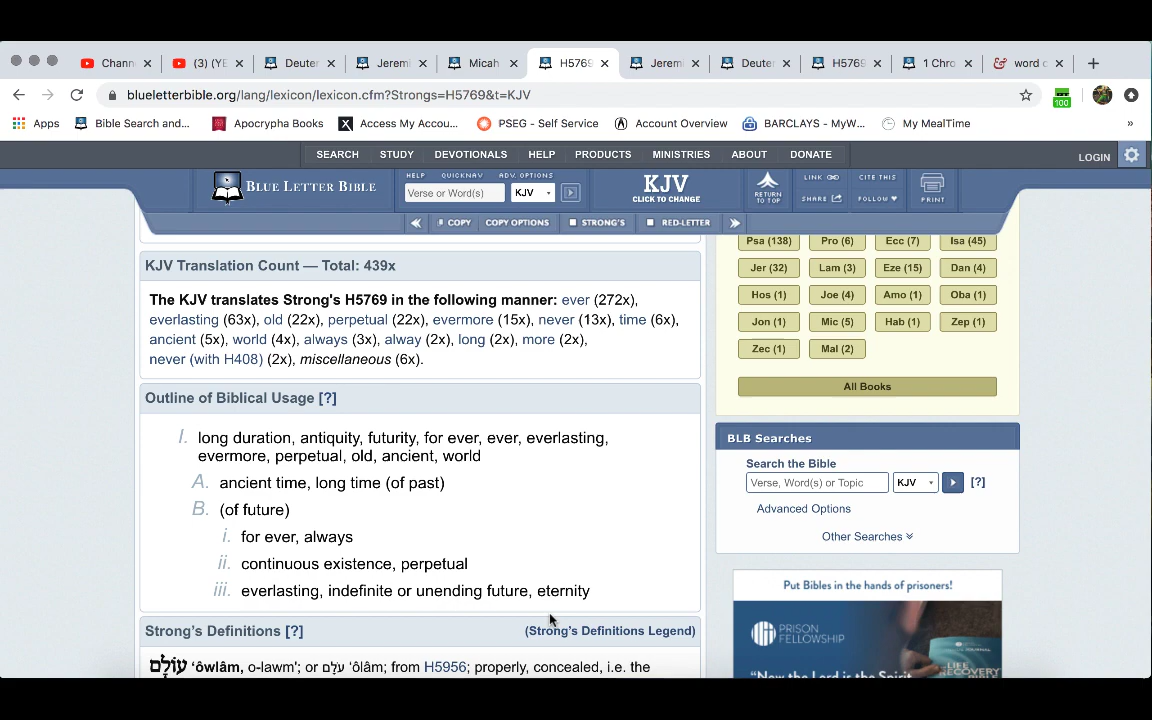 Chann
(3) (YE
Deuter
Jeremi
Micah
H5769
Jerem
Deuter
H5769
1 Chro
word c
blueletterbible.org/lang/lexicon/lexicon.cfm?Strongs=H5769&t=KJV
100
Apps
Bible Search and...
Apocrypha Books
Access My Accou...
PSEG - Self Service
Account Overview
BARCLAYS - MyW...
My MealTime
»
SEARCH
STUDY
DEVOTIONALS
HELP
PRODUCTS
MINISTRIES
ABOUT
DONATE
LOGIN
BLUE LETTER BIBLE
HELP QUICKNAV ADV. OPTIONS
Verse or Word(s)
KJV
KJV
CLICK TO CHANGE
RETURN
TO TOP
LINK
CITE THIS
SHARE
FOLLOW
PRINT
COPY
COPY OPTIONS
STRONG'S
RED-LETTER
KJV Translation Count — Total: 439x
The KJV translates Strong's H5769 in the following manner: ever (272x),
everlasting (63x), old (22x), perpetual (22x), evermore (15x), never (13x), time (6x),
ancient (5x), world (4x), always (3x), alway (2x), long (2x), more (2x),
never (with H408) (2x), miscellaneous (6x).
Outline of Biblical Usage [?]
I. long duration, antiquity, futurity, for ever, ever, everlasting,
evermore, perpetual, old, ancient, world
A. ancient time, long time (of past)
B. (of future)
i. for ever, always
ii. continuous existence, perpetual
iii. everlasting, indefinite or unending future, eternity
Strong's Definitions [?]
(Strong's Definitions Legend)
עוֹלָם ʻôwlâm, o-lawm'; or עֹלָם ʻôlâm; from H5956; properly, concealed, i.e. the
Psa (138) Pro (6) Ecc (7) Isa (45)
Jer (32) Lam (3) Eze (15) Dan (4)
Hos (1) Joe (4) Amo (1) Oba (1)
Jon (1) Mic (5) Hab (1) Zep (1)
Zec (1) Mal (2)
All Books
BLB Searches
Search the Bible
Verse, Word(s) or Topic
KJV
[?]
Advanced Options
Other Searches
Put Bibles in the hands of prisoners!
PRISON
FELLOWSHIP
LIFE
RECOVERY
"Now the Lord is the Spirit,